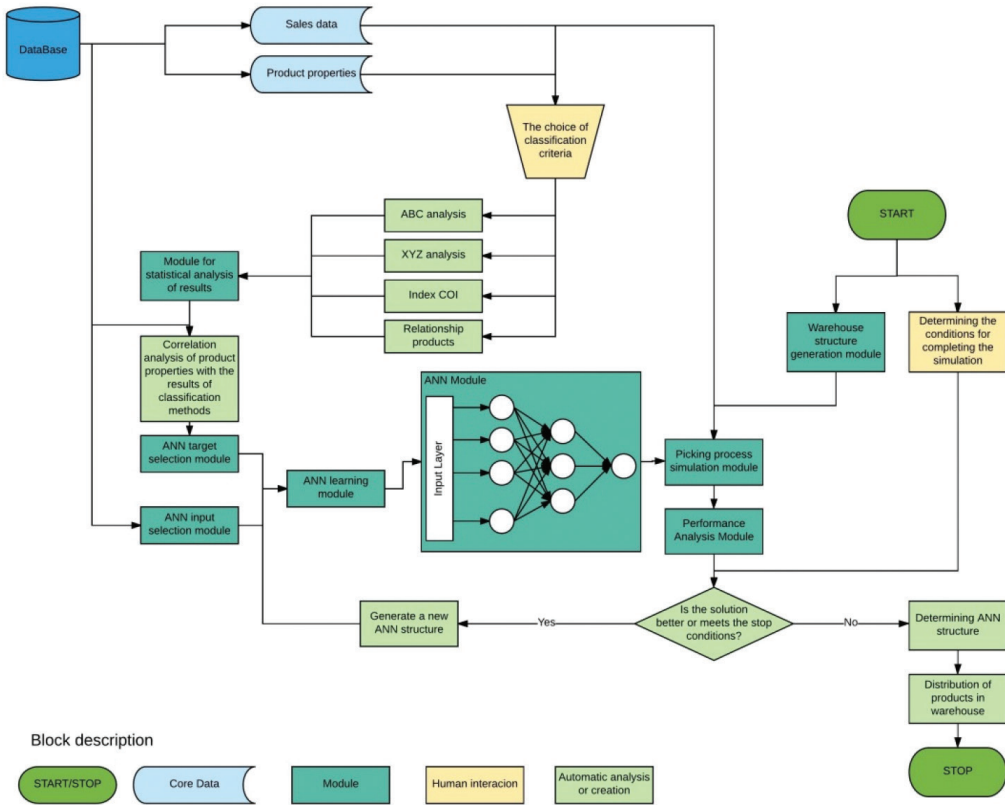 DataBase
Sales data
Product properties
The choice of
classification
criteria
ABC analysis
XYZ analysis
Index COI
Relationship
products
Module for
statistical analysis
of results
Correlation
analysis of product
properties with the
results of
classification
methods
ANN target
selection module
ANN input
selection module
ANN learning
module
ANN Module
Input Layer
START
Warehouse
structure
generation module
Determining the
conditions for
completing the
simulation
Picking process
simulation module
Performance
Analysis Module
Is the solution
better or meets the stop
conditions?
Yes
No
Generate a new
ANN structure
Determining ANN
structure
Distribution of
products in
warehouse
STOP
Block description
START/STOP
Core Data
Module
Human interacion
Automatic analysis
or creation